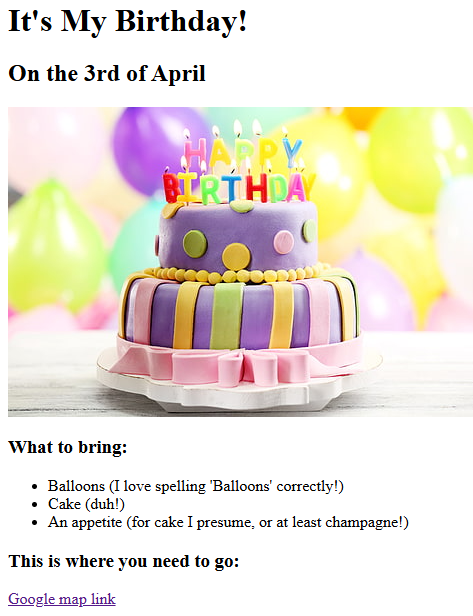 It's My Birthday!
On the 3rd of April
HAPPY
BIRTHDAY
What to bring:
Balloons (I love spelling 'Balloons' correctly!)
Cake (duh!)
An appetite (for cake I presume, or at least champagne!)
This is where you need to go:
Google map link